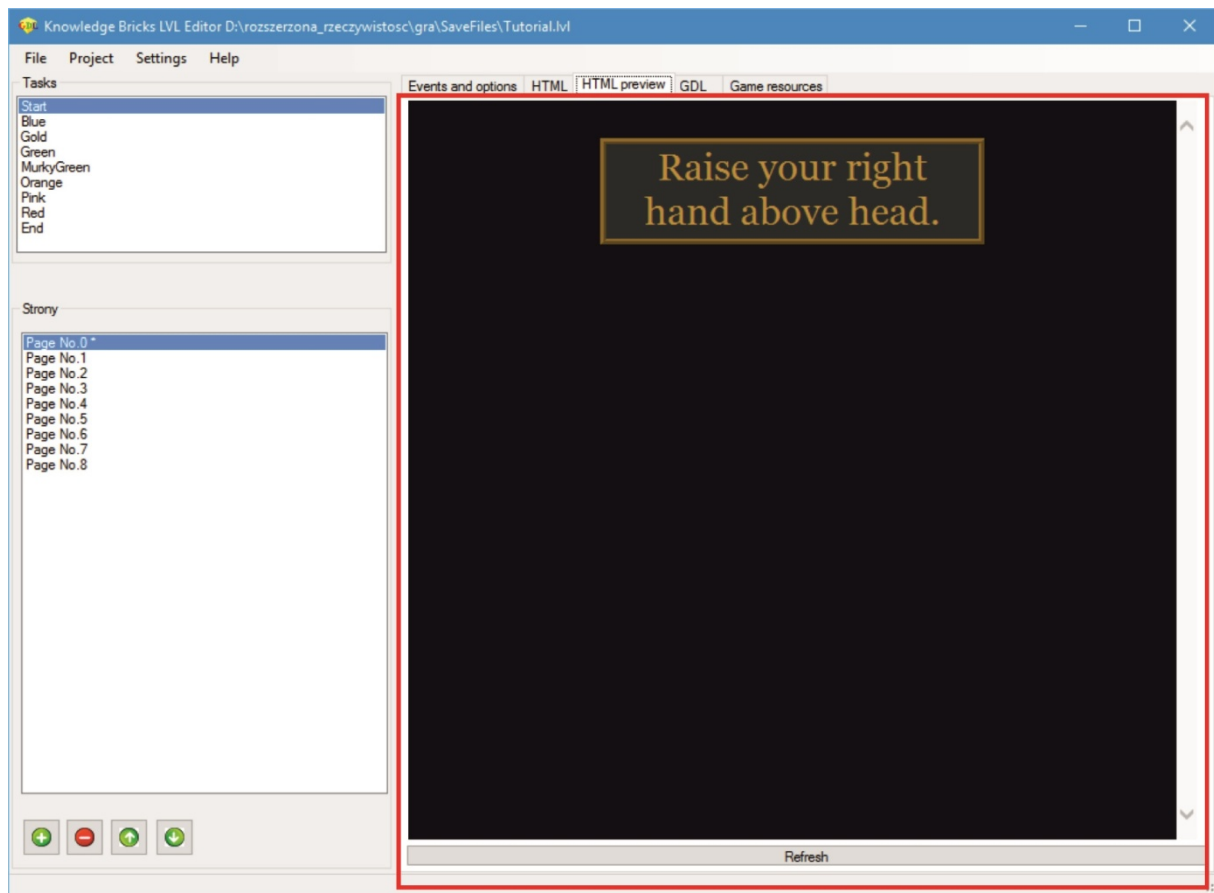 GDL Knowledge Bricks LVL Editor D:\rozszerzona_rzeczywistosc\gra\SaveFiles\Tutorial.lvl
File Project Settings Help
Tasks
Start
Blue
Gold
Green
MurkyGreen
Orange
Pink
Red
End
Strony
Page No.0 *
Page No.1
Page No.2
Page No.3
Page No.4
Page No.5
Page No.6
Page No.7
Page No.8
Events and options HTML HTML preview GDL Game resources
Raise your right
hand above head.
Refresh